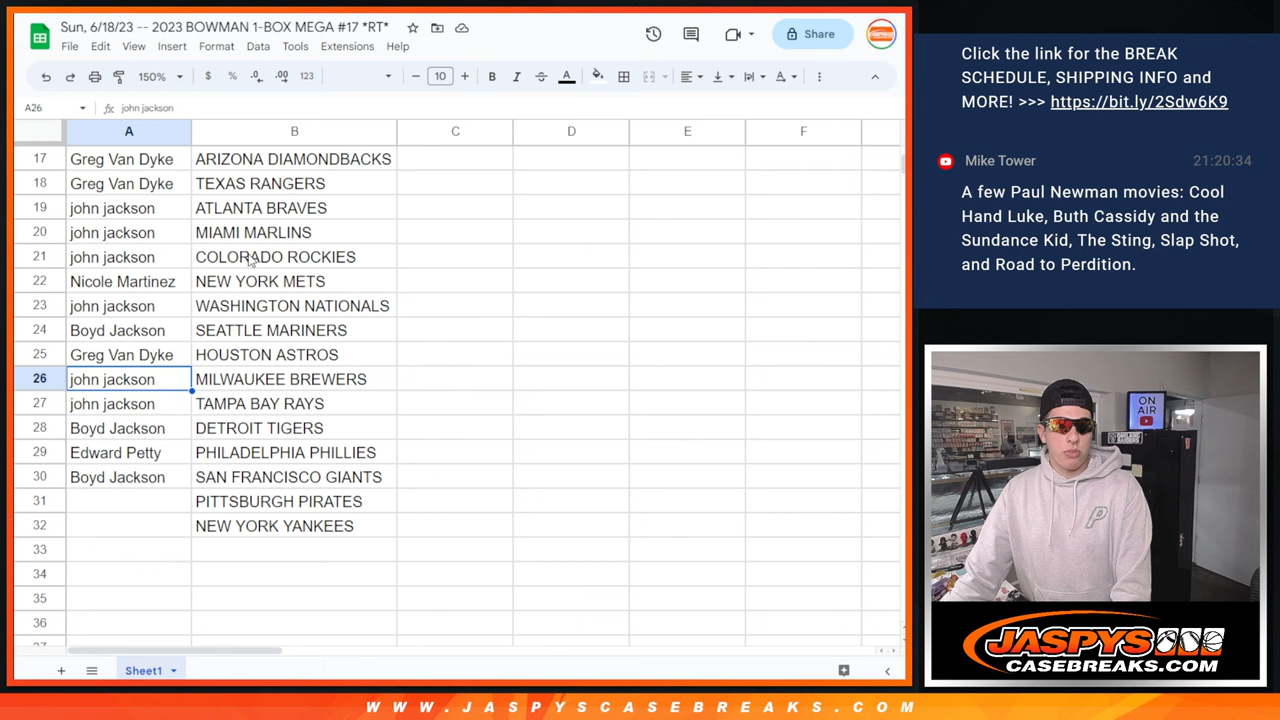 Sun, 6/18/23 -- 2023 BOWMAN 1-BOX MEGA #17 *RT*
File Edit View Insert Format Data Tools Extensions Help
Share
150% $ % .0 .00 123 10 B I A
A26 fx john jackson
A B C D E F
17 Greg Van Dyke ARIZONA DIAMONDBACKS
18 Greg Van Dyke TEXAS RANGERS
19 john jackson ATLANTA BRAVES
20 john jackson MIAMI MARLINS
21 john jackson COLORADO ROCKIES
22 Nicole Martinez NEW YORK METS
23 john jackson WASHINGTON NATIONALS
24 Boyd Jackson SEATTLE MARINERS
25 Greg Van Dyke HOUSTON ASTROS
26 john jackson MILWAUKEE BREWERS
27 john jackson TAMPA BAY RAYS
28 Boyd Jackson DETROIT TIGERS
29 Edward Petty PHILADELPHIA PHILLIES
30 Boyd Jackson SAN FRANCISCO GIANTS
31 PITTSBURGH PIRATES
32 NEW YORK YANKEES
33
34
35
36
Sheet1
Click the link for the BREAK
SCHEDULE, SHIPPING INFO and
MORE! >>> https://bit.ly/2Sdw6K9
Mike Tower 21:20:34
A few Paul Newman movies: Cool
Hand Luke, Buth Cassidy and the
Sundance Kid, The Sting, Slap Shot,
and Road to Perdition.
ON
AIR
P
JASPYS
CASEBREAKS.COM
WWW.JASPYSCASEBREAKS.COM